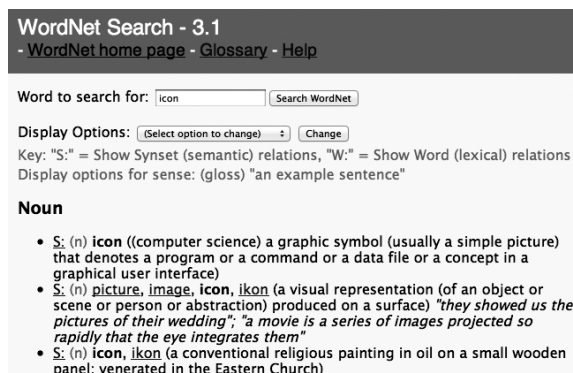 WordNet Search - 3.1
- WordNet home page - Glossary - Help
Word to search for: icon Search WordNet
Display Options: (Select option to change) Change
Key: "S:" = Show Synset (semantic) relations, "W:" = Show Word (lexical) relations
Display options for sense: (gloss) "an example sentence"
Noun
• S: (n) icon ((computer science) a graphic symbol (usually a simple picture)
that denotes a program or a command or a data file or a concept in a
graphical user interface)
• S: (n) picture, image, icon, ikon (a visual representation (of an object or
scene or person or abstraction) produced on a surface) "they showed us the
pictures of their wedding"; "a movie is a series of images projected so
rapidly that the eye integrates them"
• S: (n) icon, ikon (a conventional religious painting in oil on a small wooden
panel; venerated in the Eastern Church)